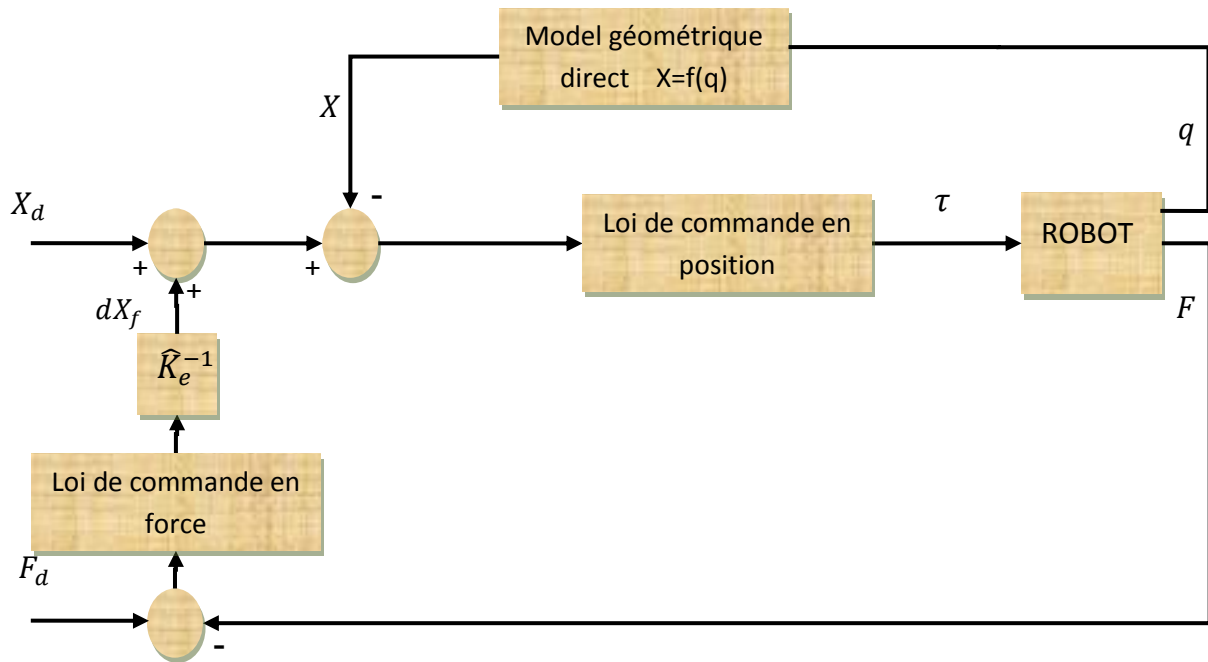 Model géométrique
direct X=f(q)
X
q
-
X_d
Loi de commande en
position
τ
ROBOT
+
+
+
dX_f
F
K̂_e^{-1}
Loi de commande en
force
F_d
-